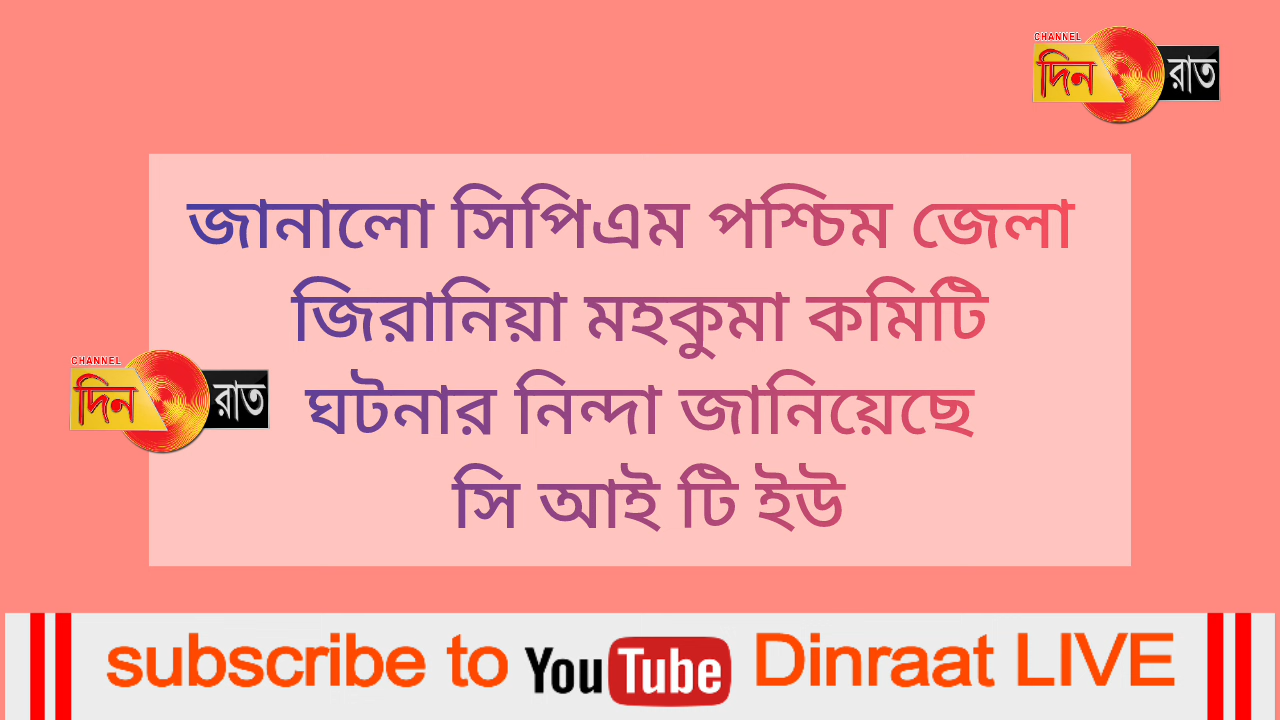 CHANNEL
দিন রাত
জানালো সিপিএম পশ্চিম জেলা
জিরানিয়া মহকুমা কমিটি
CHANNEL
দিন রাত
ঘটনার নিন্দা জানিয়েছে
সি আই টি ইউ
subscribe to YouTube Dinraat LIVE